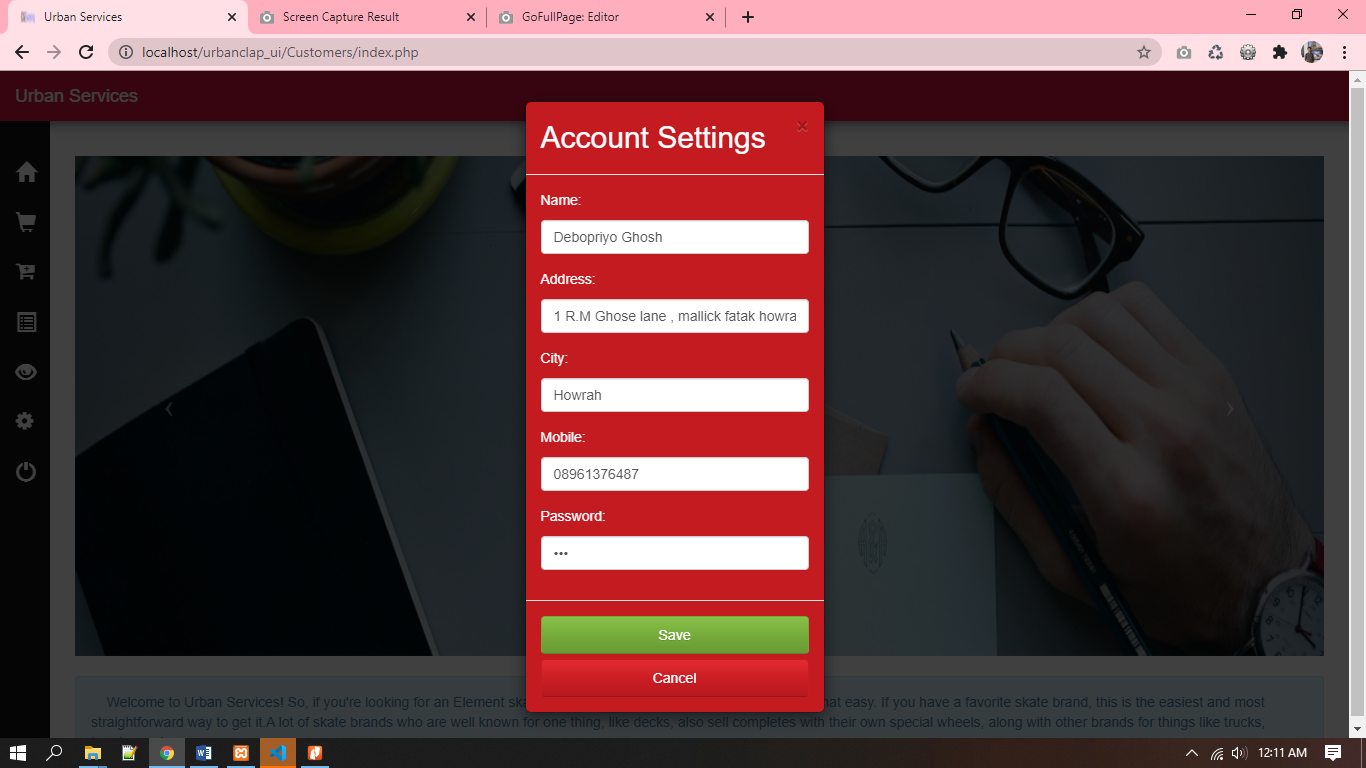 Urban Services
Screen Capture Result
GoFullPage: Editor
localhost/urbanclap_ui/Customers/index.php
Urban Services
Account Settings
×
Name:
Debopriyo Ghosh
Address:
1 R.M Ghose lane , mallick fatak howra
City:
Howrah
Mobile:
08961376487
Password:
•••
Save
Cancel
Welcome to Urban Services! So, if you're looking for an Element ska hat easy. If you have a favorite skate brand, this is the easiest and most
straightforward way to get it.A lot of skate brands who are well known for one thing, like decks, also sell completes with their own special wheels, along with other brands for things like trucks,
12:11 AM